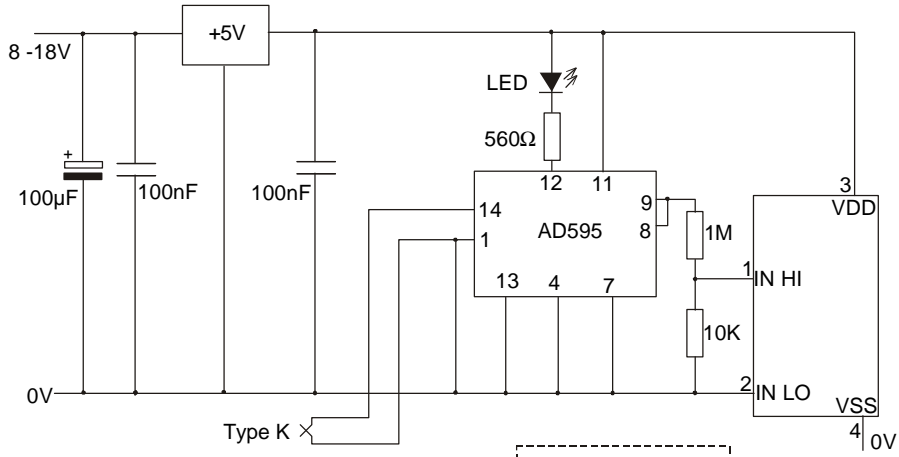 +5V
8 -18V
LED
560Ω
+
100µF
100nF
100nF
12
11
3
VDD
14
9
1
AD595
8
1M
13
4
7
1
IN HI
10K
0V
2
IN LO
VSS
Type K
4
0V